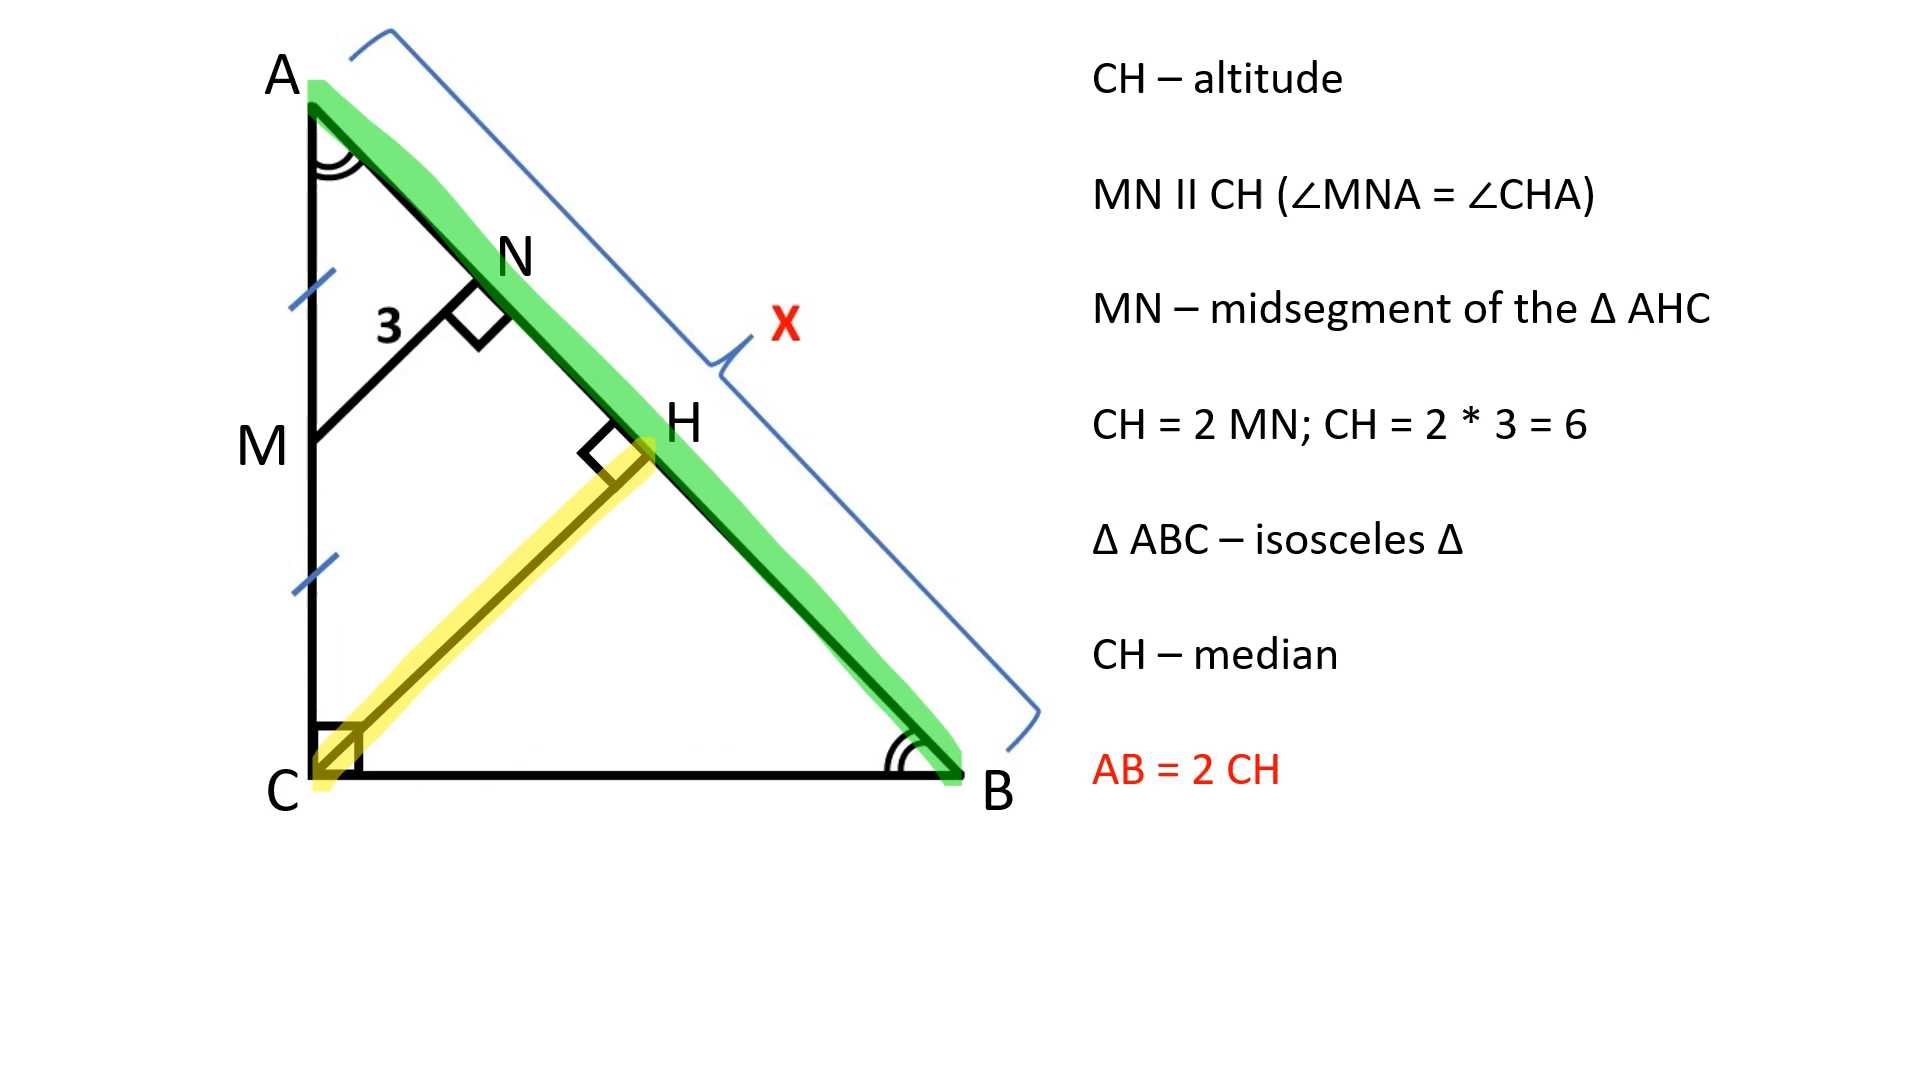 A
N
3
X
H
M
C
B
CH – altitude
MN II CH (∠MNA = ∠CHA)
MN – midsegment of the Δ AHC
CH = 2 MN; CH = 2 * 3 = 6
Δ ABC – isosceles Δ
CH – median
AB = 2 CH